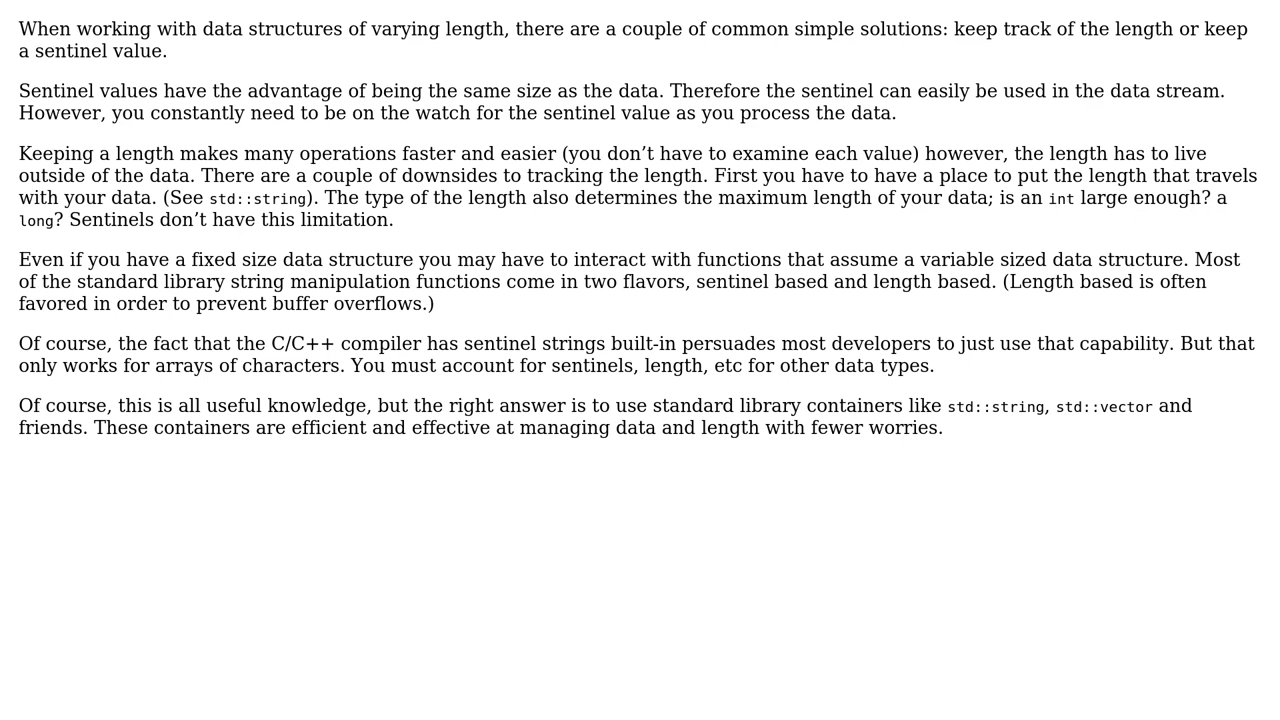 When working with data structures of varying length, there are a couple of common simple solutions: keep track of the length or keep
a sentinel value.
Sentinel values have the advantage of being the same size as the data. Therefore the sentinel can easily be used in the data stream.
However, you constantly need to be on the watch for the sentinel value as you process the data.
Keeping a length makes many operations faster and easier (you don’t have to examine each value) however, the length has to live
outside of the data. There are a couple of downsides to tracking the length. First you have to have a place to put the length that travels
with your data. (See std::string). The type of the length also determines the maximum length of your data; is an int large enough? a
long? Sentinels don’t have this limitation.
Even if you have a fixed size data structure you may have to interact with functions that assume a variable sized data structure. Most
of the standard library string manipulation functions come in two flavors, sentinel based and length based. (Length based is often
favored in order to prevent buffer overflows.)
Of course, the fact that the C/C++ compiler has sentinel strings built-in persuades most developers to just use that capability. But that
only works for arrays of characters. You must account for sentinels, length, etc for other data types.
Of course, this is all useful knowledge, but the right answer is to use standard library containers like std::string, std::vector and
friends. These containers are efficient and effective at managing data and length with fewer worries.